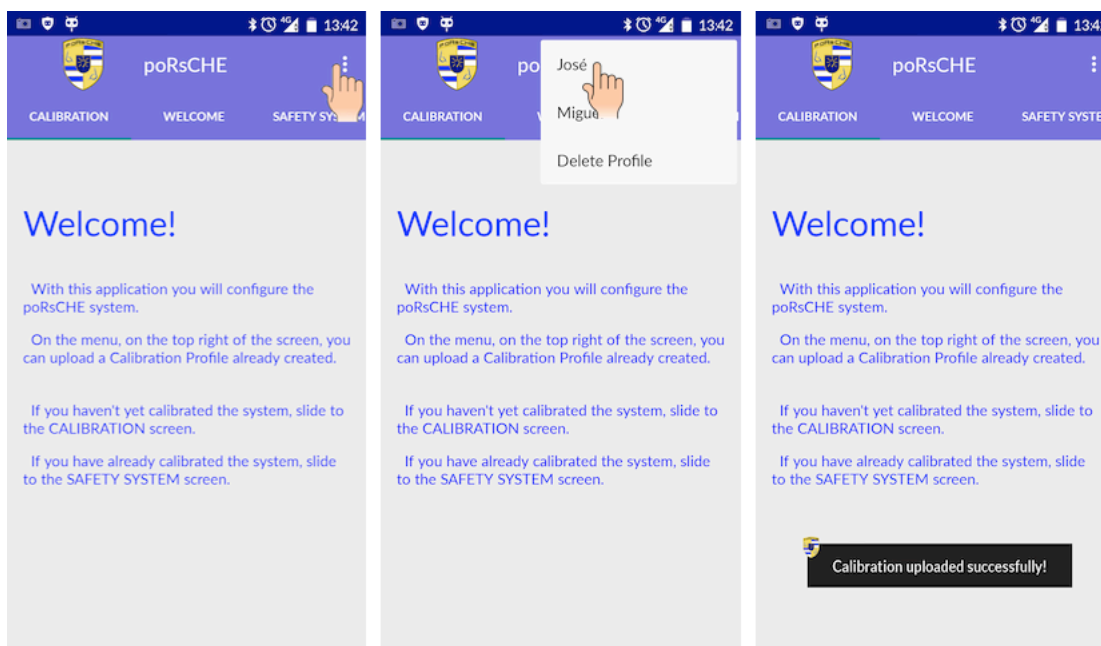 13:42
poRsCHE
CALIBRATION WELCOME SAFETY SY
Welcome!
With this application you will configure the
poRsCHE system.
On the menu, on the top right of the screen, you
can upload a Calibration Profile already created.
If you haven't yet calibrated the system, slide to
the CALIBRATION screen.
If you have already calibrated the system, slide
to the SAFETY SYSTEM screen.
4G 13:42
po
José
Migu
Delete Profile
CALIBRATION
Welcome!
With this application you will configure the
poRsCHE system.
On the menu, on the top right of the screen, you
can upload a Calibration Profile already created.
If you haven't yet calibrated the system, slide to
the CALIBRATION screen.
If you have already calibrated the system, slide
to the SAFETY SYSTEM screen.
4G 13:42
poRsCHE
CALIBRATION WELCOME SAFETY SYSTE
Welcome!
With this application you will configure the
poRsCHE system.
On the menu, on the top right of the screen, you
can upload a Calibration Profile already created.
If you haven't yet calibrated the system, slide to
the CALIBRATION screen.
If you have already calibrated the system, slide
to the SAFETY SYSTEM screen.
Calibration uploaded successfully!